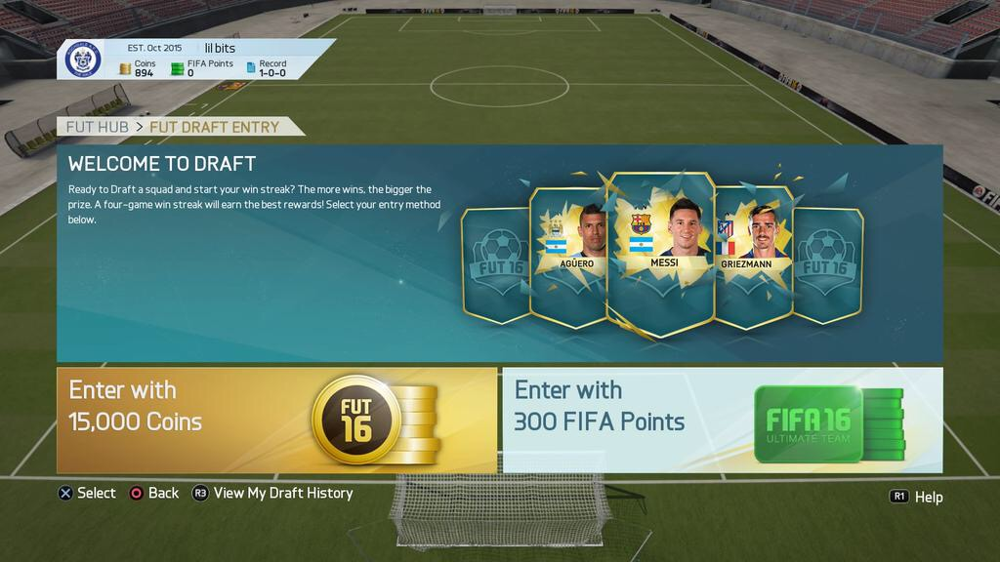 EST. Oct 2015 lil bits
Coins FIFA Points Record
894 0 1-0-0
FUT HUB > FUT DRAFT ENTRY
WELCOME TO DRAFT
Ready to Draft a squad and start your win streak? The more wins, the bigger the
prize. A four-game win streak will earn the best rewards! Select your entry method
below.
FUT 16
AGÜERO
MESSI
GRIEZMANN
FUT 16
Enter with
15,000 Coins
FUT
16
Enter with
300 FIFA Points
FIFA 16
ULTIMATE TEAM
Select Back R3 View My Draft History
R1 Help